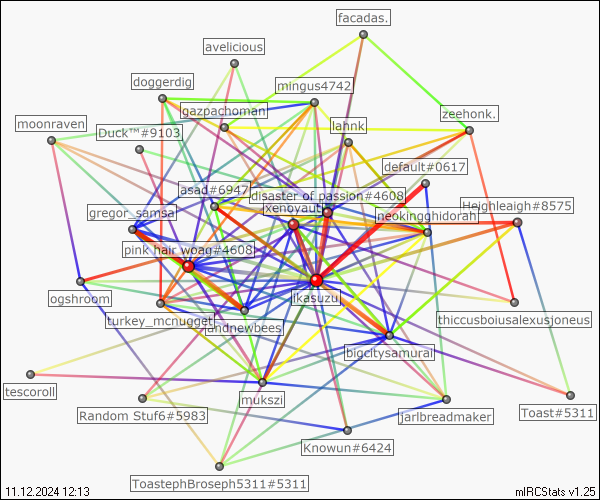 facadas.
avelicious
doggerdig
mingus4742
gazpachoman
zeehonk.
moonraven
Duck™#9103
lahnk
default#0617
asad#6947
disaster of passion#4608
xenoyaut
Heighleagh#8575
gregor_samsa
neokingghidorah
pink hair woag#4608
ogshroom
ikasuzu
turkey_mcnugget
endnewbees
thiccusboiusalexusjoneus
bigcitysamurai
tescoroll
mukszi
Random Stuf6#5983
jarlbreadmaker
Toast#5311
Knowun#6424
ToastephBroseph5311#5311
11.12.2024 12:13
mIRCStats v1.25